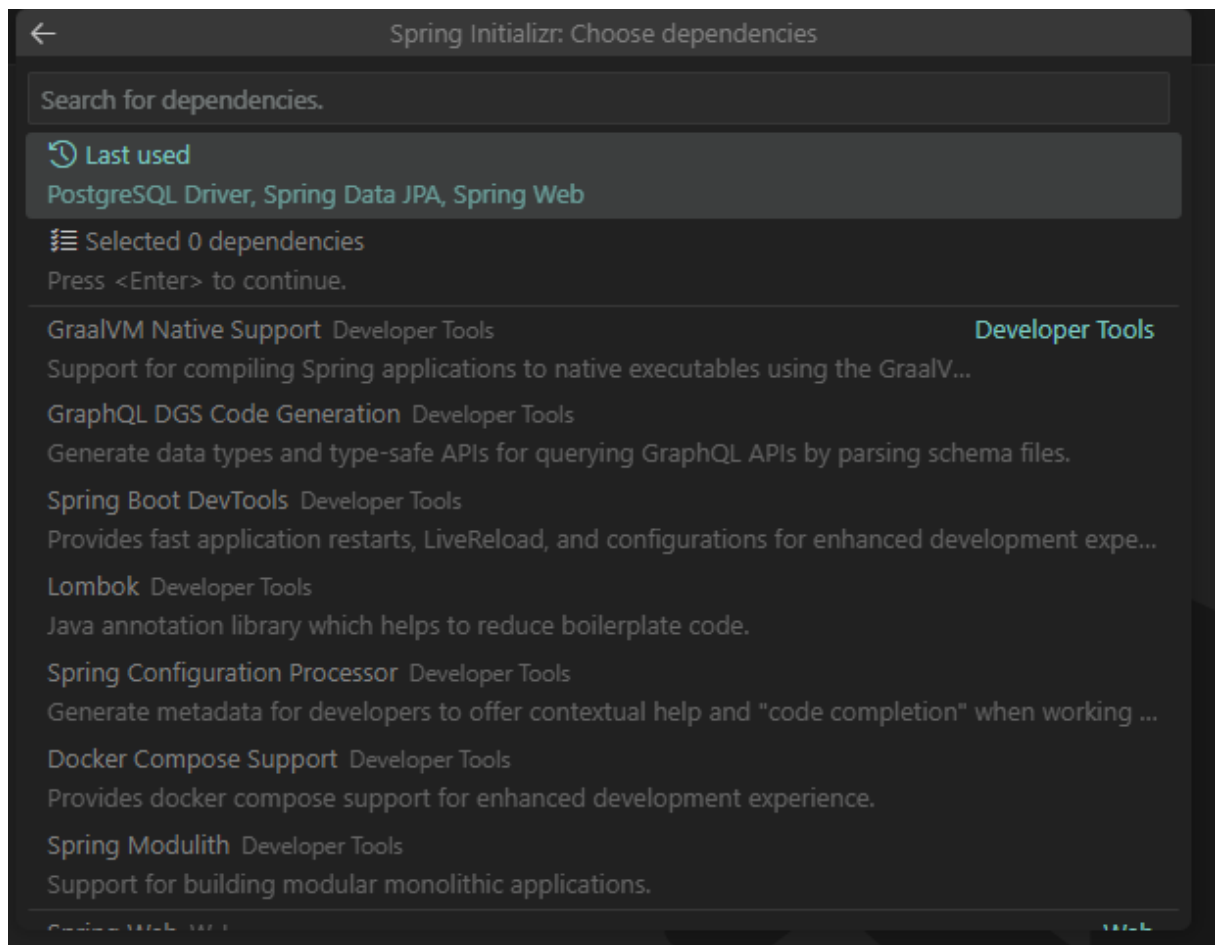 Spring Initializr: Choose dependencies
Search for dependencies.
Last used
PostgreSQL Driver, Spring Data JPA, Spring Web
Selected 0 dependencies
Press <Enter> to continue.
GraalVM Native Support Developer Tools Developer Tools
Support for compiling Spring applications to native executables using the GraalV...
GraphQL DGS Code Generation Developer Tools
Generate data types and type-safe APIs for querying GraphQL APIs by parsing schema files.
Spring Boot DevTools Developer Tools
Provides fast application restarts, LiveReload, and configurations for enhanced development expe...
Lombok Developer Tools
Java annotation library which helps to reduce boilerplate code.
Spring Configuration Processor Developer Tools
Generate metadata for developers to offer contextual help and "code completion" when working ...
Docker Compose Support Developer Tools
Provides docker compose support for enhanced development experience.
Spring Modulith Developer Tools
Support for building modular monolithic applications.
Spring Web Web Web